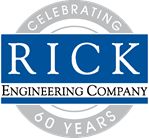 CELEBRATING
RICK
ENGINEERING COMPANY
60 YEARS